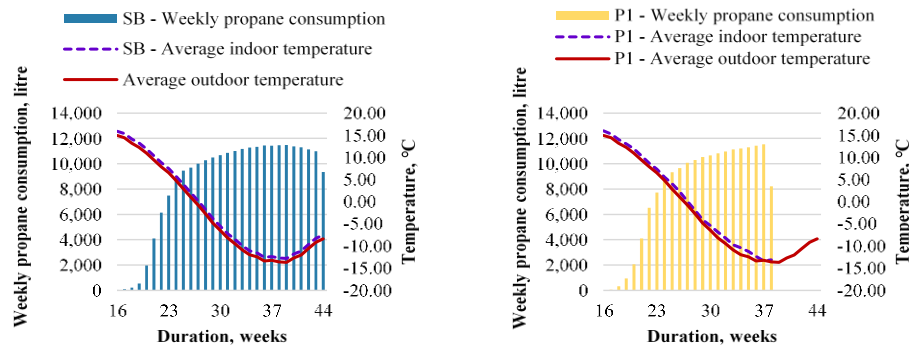 SB - Weekly propane consumption
SB - Average indoor temperature
Average outdoor temperature
Weekly propane consumption, litre
14,000
12,000
10,000
8,000
6,000
4,000
2,000
0
20.00
15.00
10.00
5.00
0.00
-5.00
-10.00
-15.00
-20.00
Temperature, °C
16 23 30 37 44
Duration, weeks
P1 - Weekly propane consumption
P1 - Average indoor temperature
P1 - Average outdoor temperature
Weekly propane consumption, litre
14,000
12,000
10,000
8,000
6,000
4,000
2,000
0
20.00
15.00
10.00
5.00
0.00
-5.00
-10.00
-15.00
-20.00
Temperature, °C
16 23 30 37 44
Duration, weeks